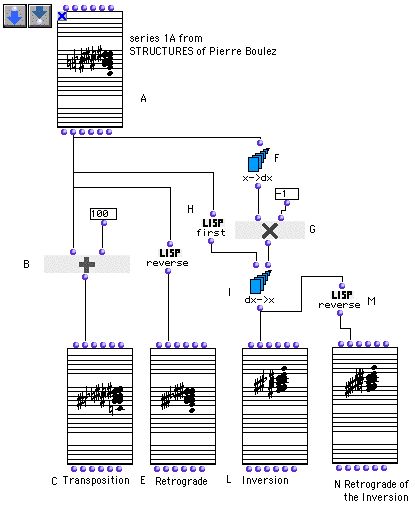 series 1A from
STRUCTURES of Pierre Boulez
A
F
x->dx
-1
H
100
LISP
first
G
B
LISP
reverse
I
dx->x
LISP
reverse
M
C Transposition
E Retrograde
L Inversion
N Retrograde of
the Inversion